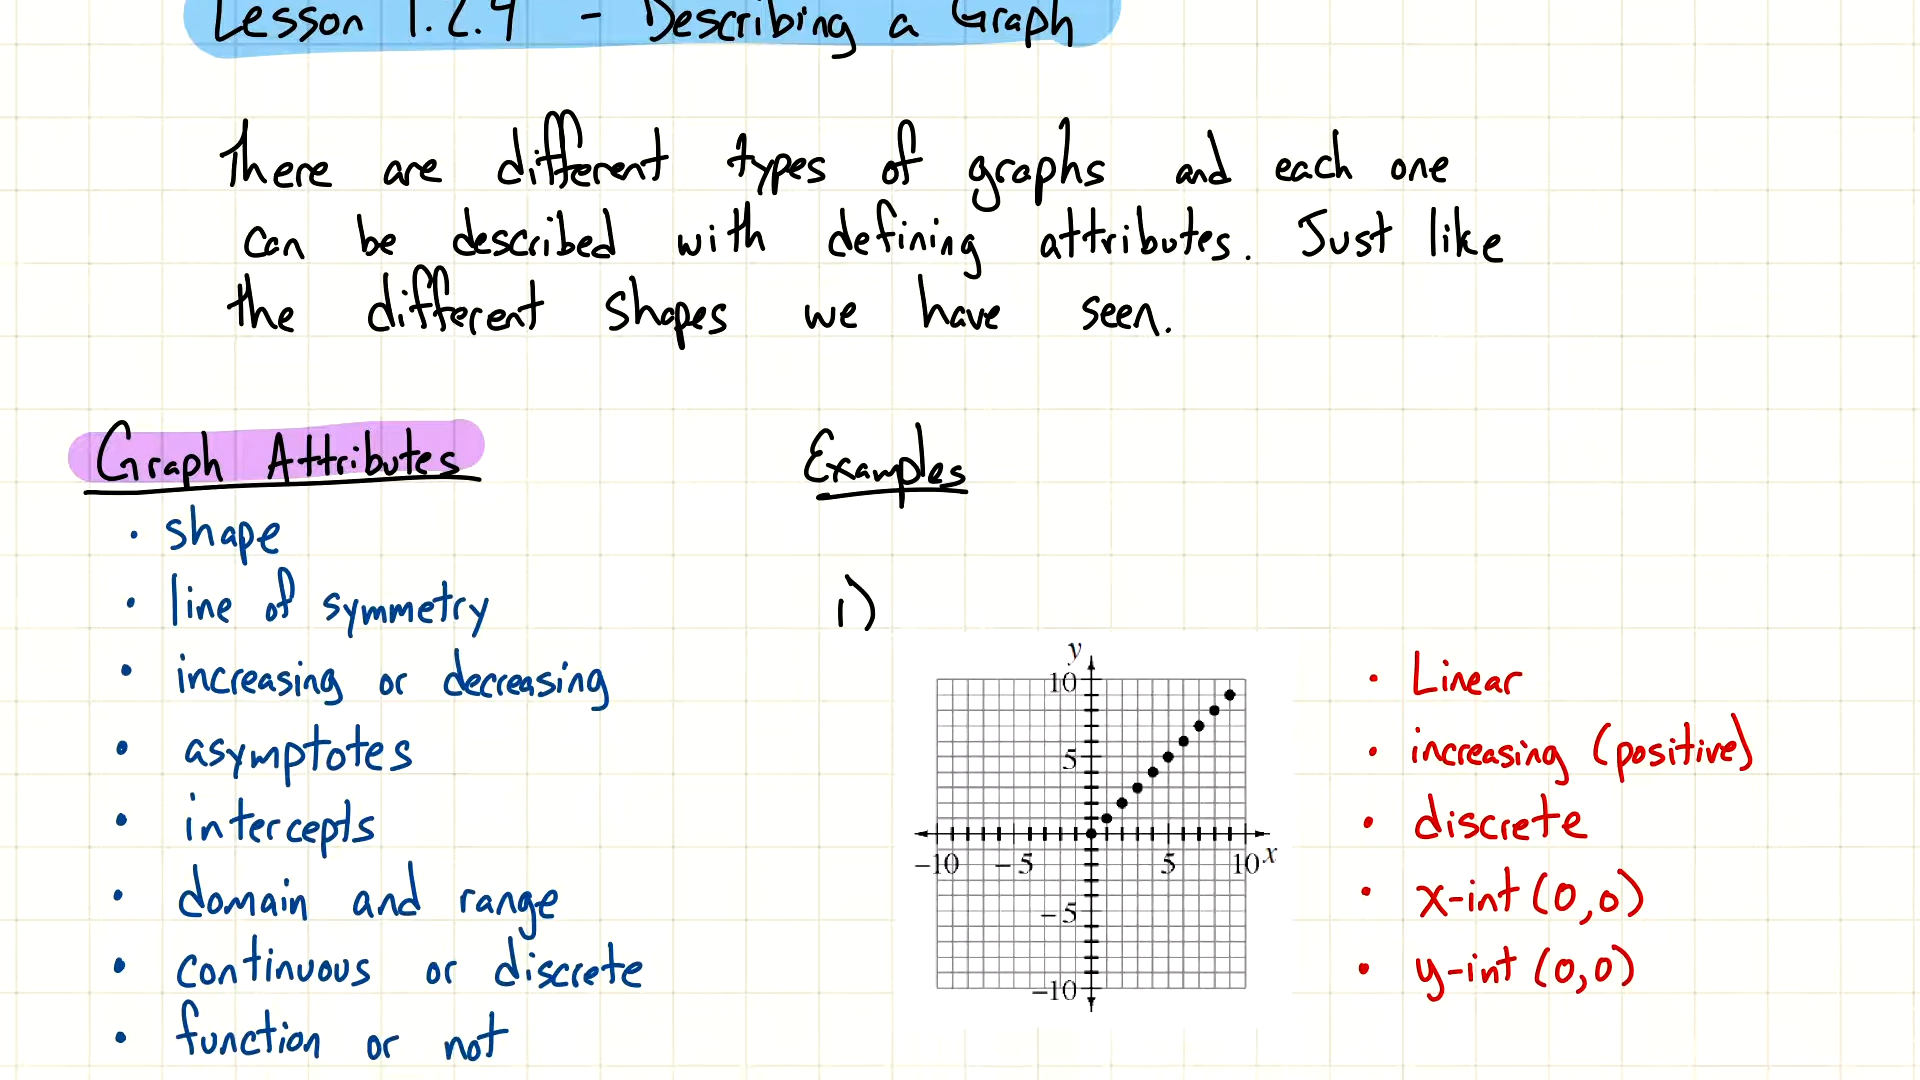 Lesson 1.2.4 - Describing a Graph
There are different types of graphs and each one
can be described with defining attributes. Just like
the different shapes we have seen.
Graph Attributes
• shape
• line of symmetry
• increasing or decreasing
• asymptotes
• intercepts
• domain and range
• continuous or discrete
• function or not
Examples
1)
y
10
5
-10 -5 5 10 x
-5
-10
• Linear
• increasing (positive)
• discrete
• x-int (0,0)
• y-int (0,0)